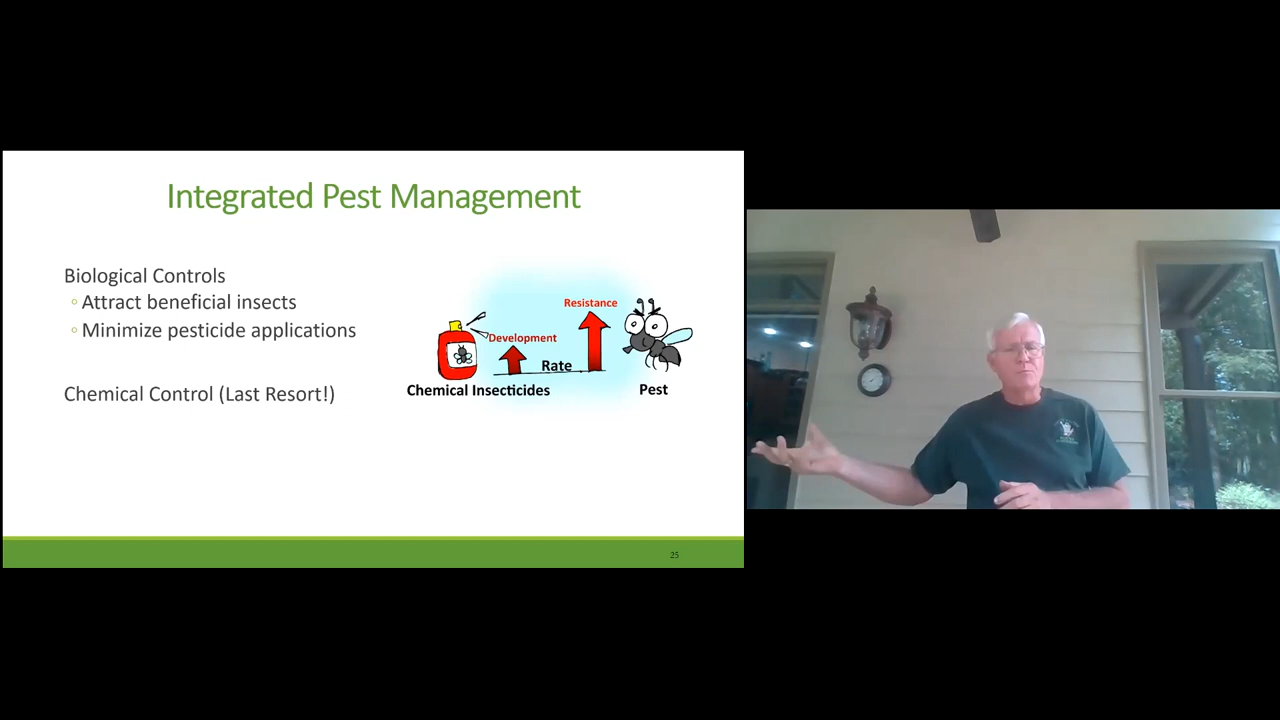 Integrated Pest Management
Biological Controls
◦ Attract beneficial insects
◦ Minimize pesticide applications
Chemical Control (Last Resort!)
Resistance
Development
Rate
Chemical Insecticides
Pest
25